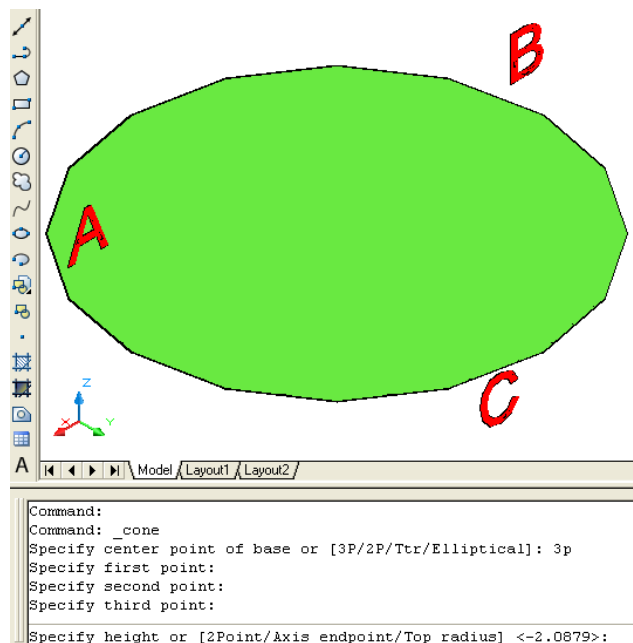 B
A
C
Z
X Y
A
Model Layout1 Layout2
Command:
Command: _cone
Specify center point of base or [3P/2P/Ttr/Elliptical]: 3p
Specify first point:
Specify second point:
Specify third point:
Specify height or [2Point/Axis endpoint/Top radius] <-2.0879>: